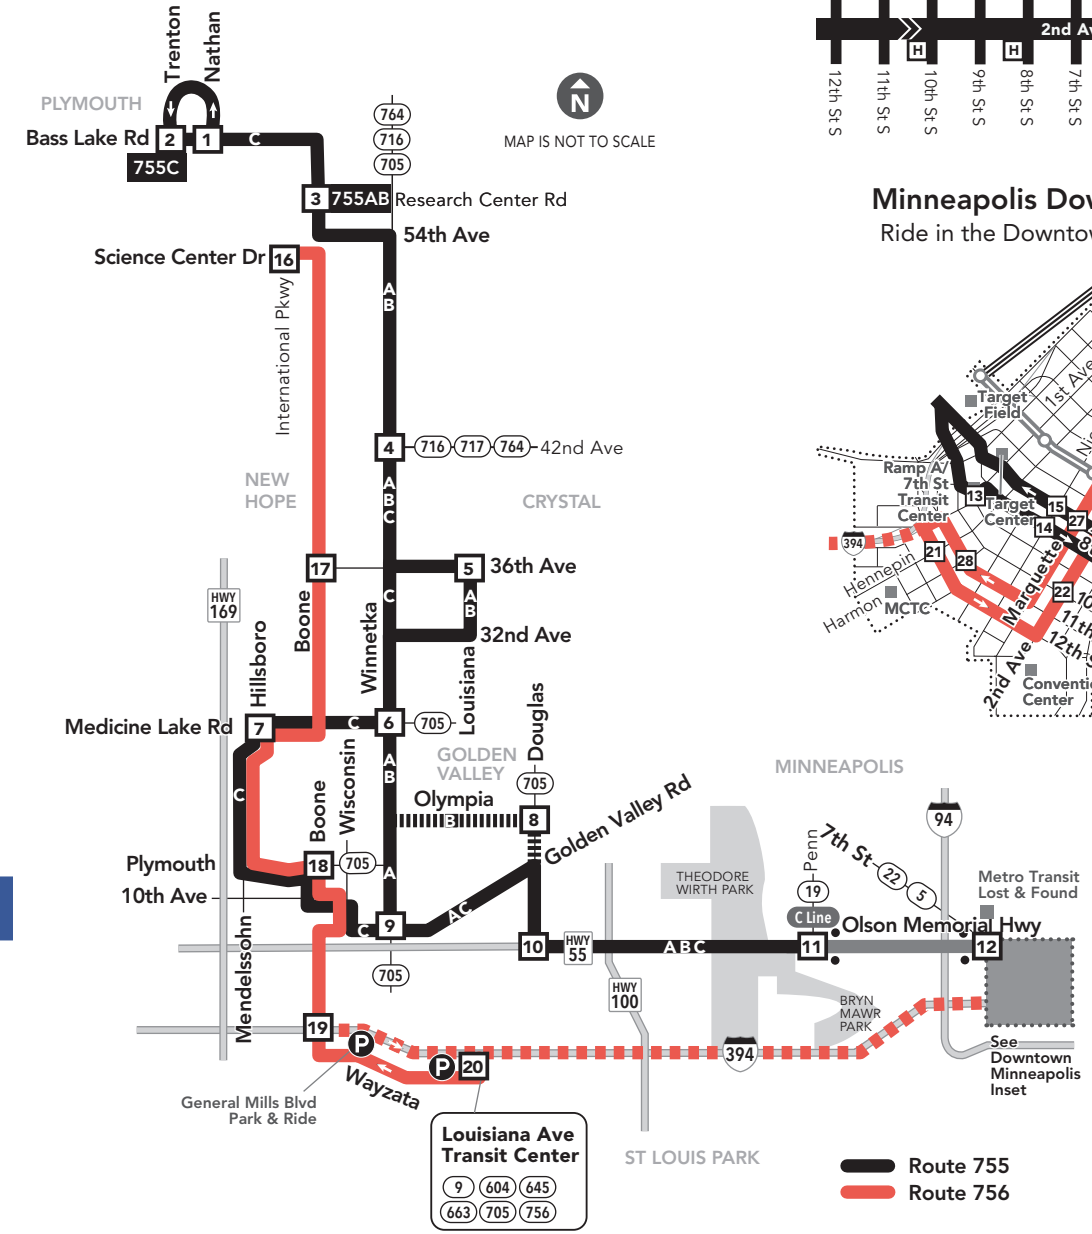 Trenton
Nathan
PLYMOUTH
Bass Lake Rd
2
1
C
755C
764
716
705
N
MAP IS NOT TO SCALE
3
755AB
Research Center Rd
54th Ave
Science Center Dr
16
International Pkwy
A
B
4
716
717
764
42nd Ave
NEW
HOPE
A
B
C
CRYSTAL
17
5
36th Ave
HWY
169
C
A
B
Boone
Winnetka
32nd Ave
Hillsboro
Louisiana
Medicine Lake Rd
7
C
6
705
Douglas
GOLDEN
VALLEY
A
B
Wisconsin
705
C
Boone
Olympia
B
8
Golden Valley Rd
Plymouth
18
705
A
10th Ave
A C
C
9
10
HWY
55
A B C
705
Mendelssohn
19
P
P
20
Wayzata
General Mills Blvd
Park & Ride
Louisiana Ave
Transit Center
9
604
645
663
705
756
HWY
100
394
ST LOUIS PARK
MINNEAPOLIS
THEODORE
WIRTH PARK
Penn
19
C Line
11
7th St
22
5
94
Metro Transit
Lost & Found
Olson Memorial Hwy
12
BRYN
MAWR
PARK
See
Downtown
Minneapolis
Inset
Route 755
Route 756
2nd Av
H
H
12th St S
11th St S
10th St S
9th St S
8th St S
7th St S
Minneapolis Dow
Ride in the Downtow
Target
Field
1st Ave
Nic
Ramp A/
7th St
Transit
Center
13
Target
Center
15
14
27
8
394
21
28
Hennepin
Harmon
MCTC
Marquette
22
10
11th
12th S
2nd Ave
Conventi
Center